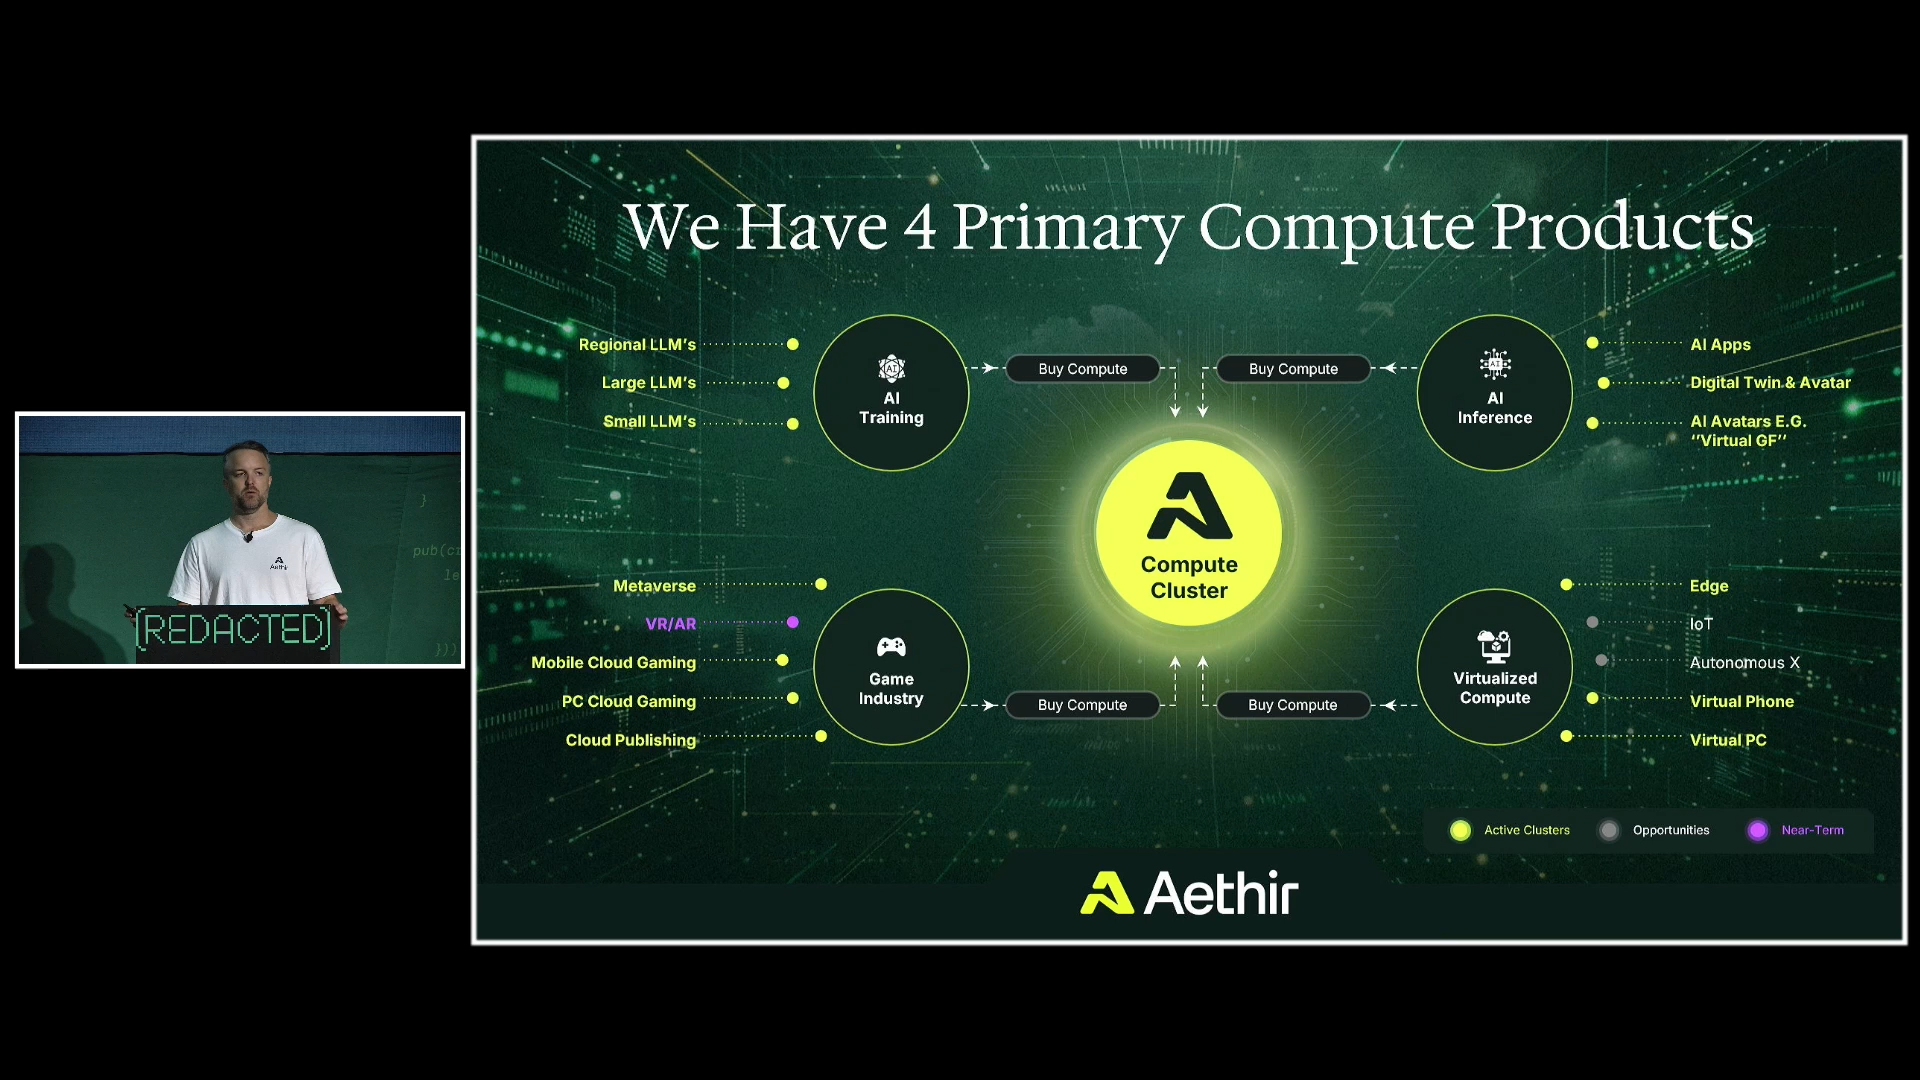 We Have 4 Primary Compute Products
Regional LLM's
Large LLM's
Small LLM's
AI
Training
Buy Compute
Buy Compute
AI
Inference
AI Apps
Digital Twin & Avatar
AI Avatars E.G.
‘’Virtual GF’’
Compute
Cluster
Metaverse
VR/AR
Mobile Cloud Gaming
PC Cloud Gaming
Cloud Publishing
Game
Industry
Buy Compute
Buy Compute
Virtualized
Compute
Edge
IoT
Autonomous X
Virtual Phone
Virtual PC
Active Clusters
Opportunities
Near-Term
Aethir
Aethir
[REDACTED]
}